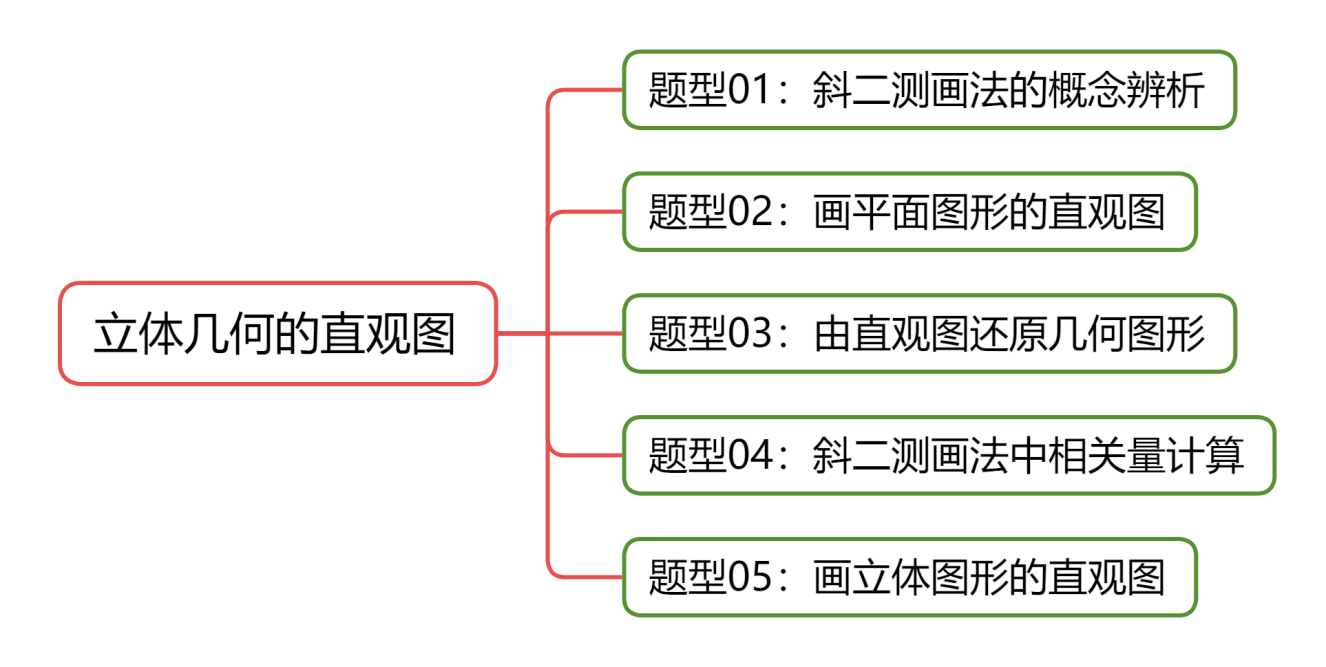 题型01：斜二测画法的概念辨析
题型02：画平面图形的直观图
立体几何的直观图
题型03：由直观图还原几何图形
题型04：斜二测画法中相关量计算
题型05：画立体图形的直观图